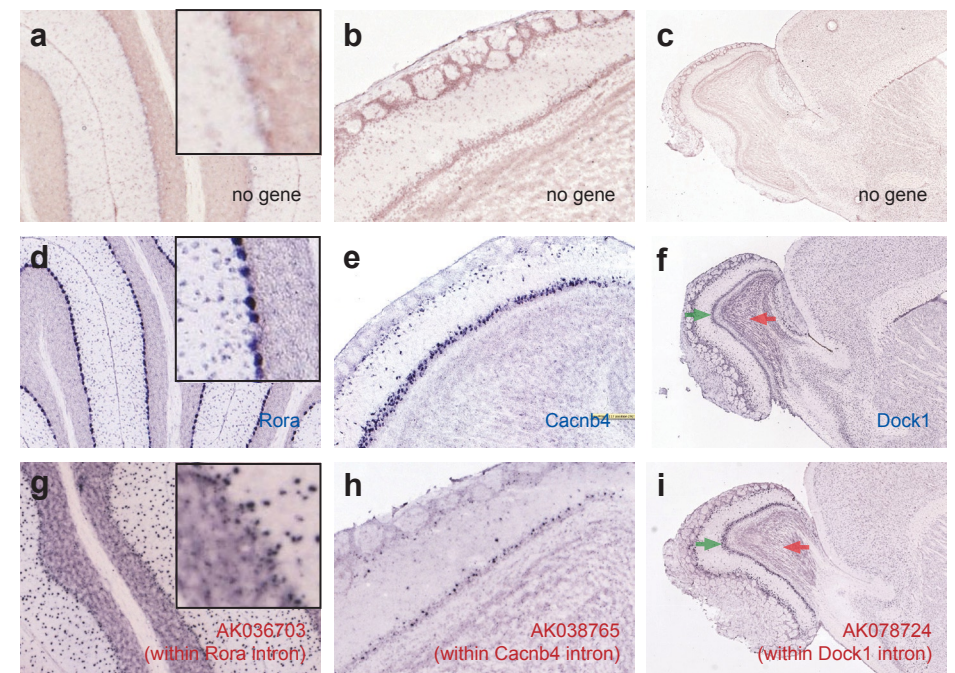 a
b
c
no gene
no gene
no gene
d
e
f
Rora
Cacnb4
Dock1
g
h
i
AK036703
(within Rora Intron)
AK038765
(within Cacnb4 intron)
AK078724
(within Dock1 intron)